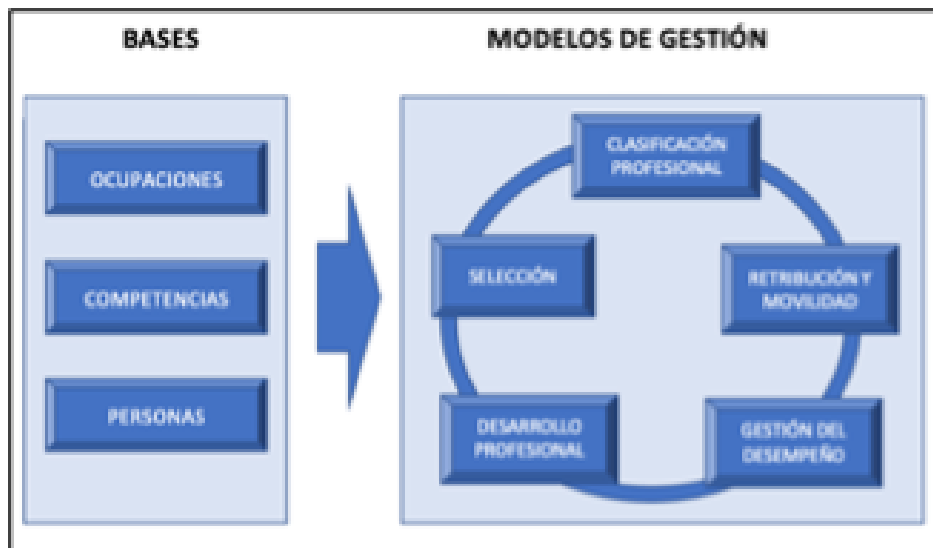 BASES
MODELOS DE GESTIÓN
OCUPACIONES
COMPETENCIAS
PERSONAS
CLASIFICACIÓN
PROFESIONAL
SELECCIÓN
RETRIBUCIÓN Y
MOVILIDAD
DESARROLLO
PROFESIONAL
GESTIÓN DEL
DESEMPEÑO